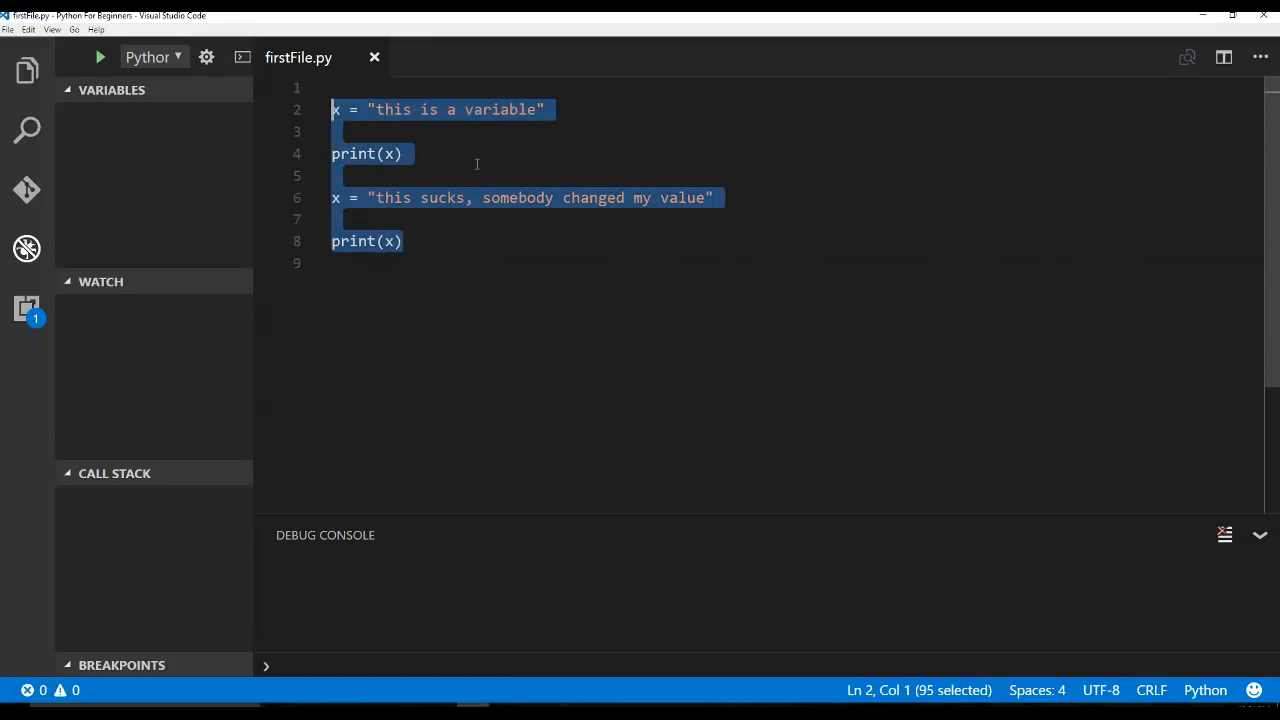 firstFile.py - Python For Beginners - Visual Studio Code
File Edit View Go Help
Pythor
firstFile.py
VARIABLES
1
2 x = "this is a variable"
3
4 print(x)
5
6 x = "this sucks, somebody changed my value"
7
8 print(x)
9
WATCH
CALL STACK
1
DEBUG CONSOLE
BREAKPOINTS
0 0 Ln 2, Col 1 (95 selected) Spaces: 4 UTF-8 CRLF Python